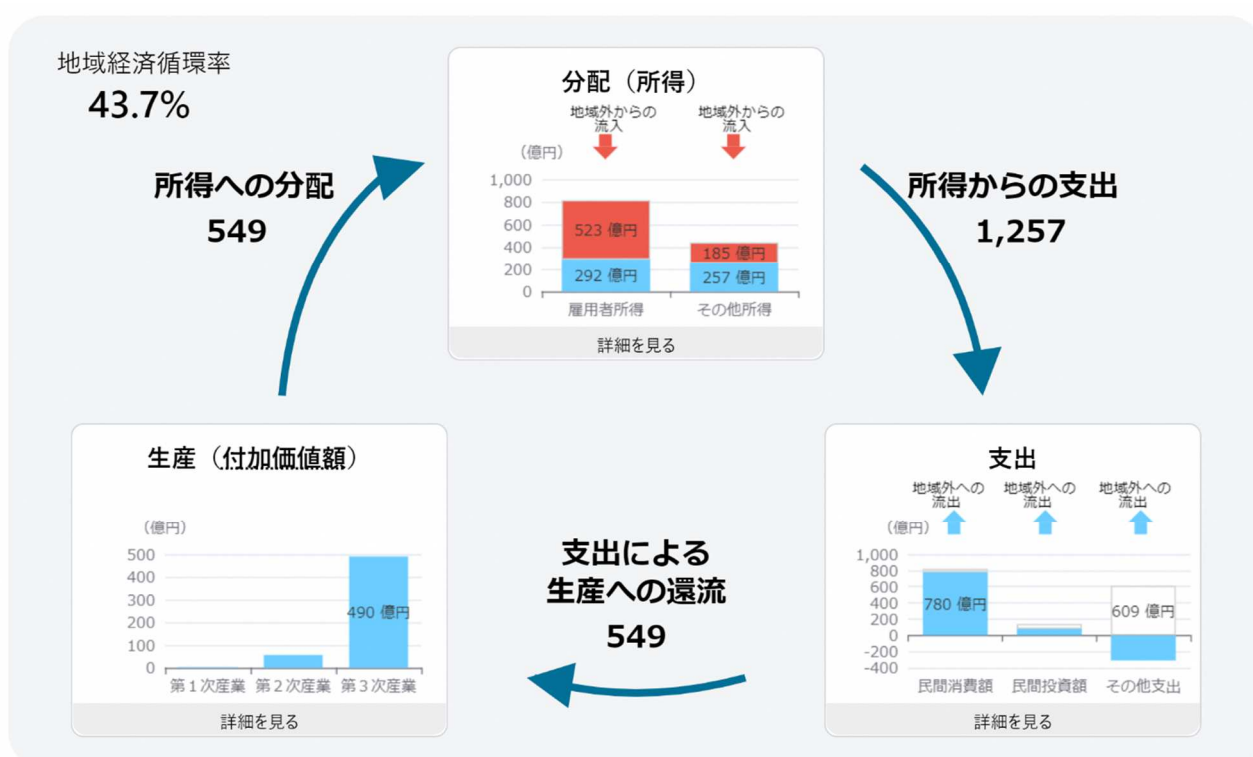 地域経済循環率
43.7%
所得への分配
549
分配（所得）
地域外からの
流入
地域外からの
流入
（億円）
1,000
800
600
400
200
0
523 億円
292 億円
185 億円
257 億円
雇用者所得
その他所得
詳細を見る
所得からの支出
1,257
生産（付加価値額）
（億円）
500
400
300
200
100
0
490 億円
第１次産業
第２次産業
第３次産業
詳細を見る
支出による
生産への還流
549
支出
地域外への
流出
地域外への
流出
地域外への
流出
（億円）
1,000
800
600
400
200
0
-200
-400
780 億円
609 億円
民間消費額
民間投資額
その他支出
詳細を見る